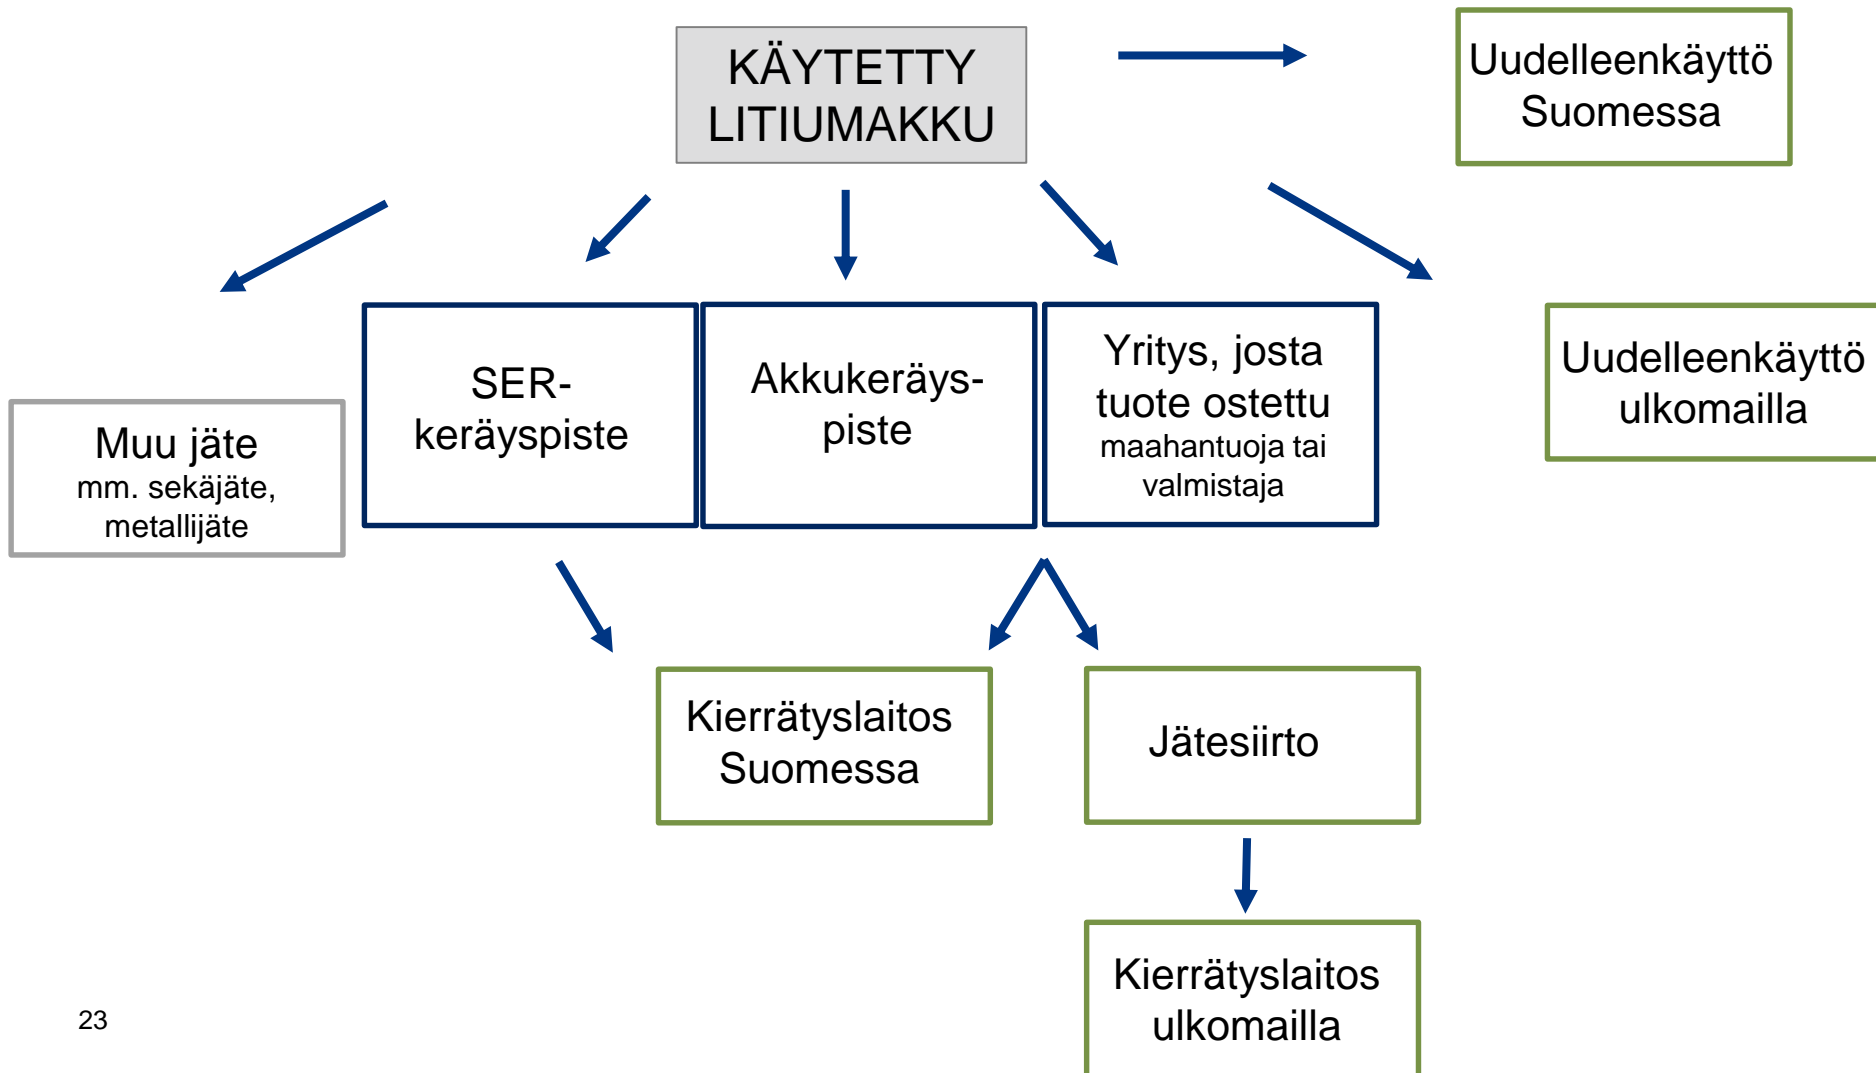 KÄYTETTY
LITIUMAKKU
Uudelleenkäyttö
Suomessa
Muu jäte
mm. sekäjäte,
metallijäte
SER-
keräyspiste
Akkukeräys-
piste
Yritys, josta
tuote ostettu
maahantuoja tai
valmistaja
Uudelleenkäyttö
ulkomailla
Kierrätyslaitos
Suomessa
Jätesiirto
Kierrätyslaitos
ulkomailla
23